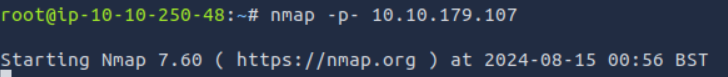 root@ip-10-10-250-48:~# nmap -p- 10.10.179.107
Starting Nmap 7.60 ( https://nmap.org ) at 2024-08-15 00:56 BST